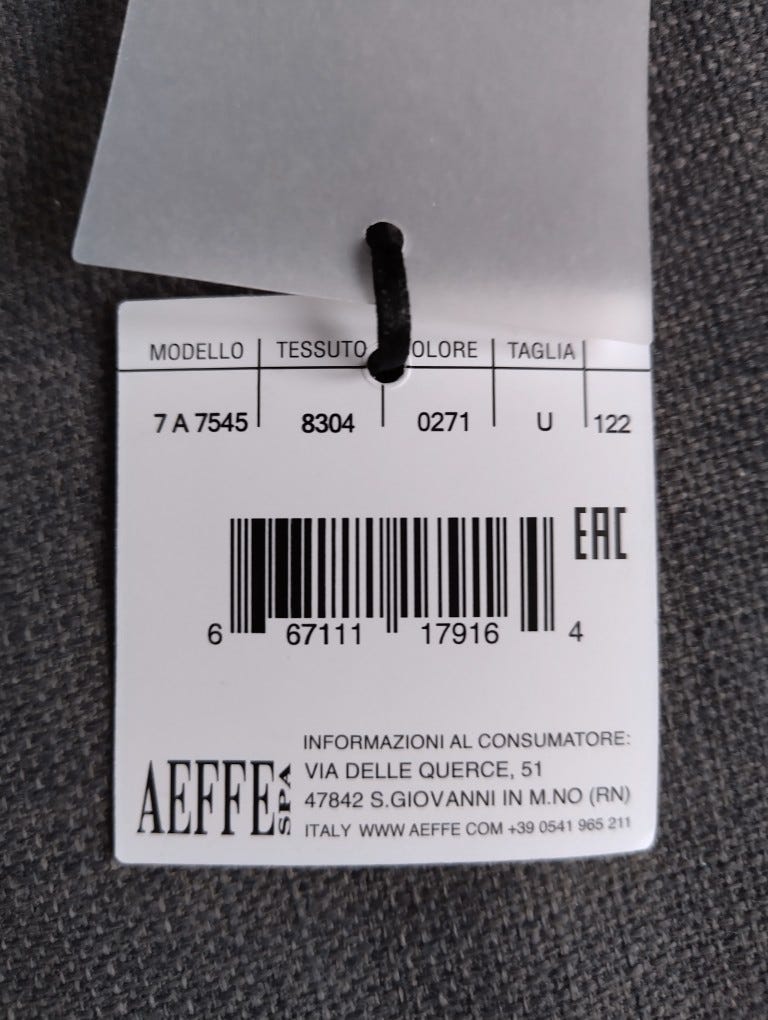 MODELLO TESSUTO OLORE TAGLIA
7 A 7545 8304 0271 U 122
EAC
6 67111 17916 4
INFORMAZIONI AL CONSUMATORE:
VIA DELLE QUERCE, 51
47842 S.GIOVANNI IN M.NO (RN)
ITALY WWW AEFFE COM +39 0541 965 211
AEFFE SPA